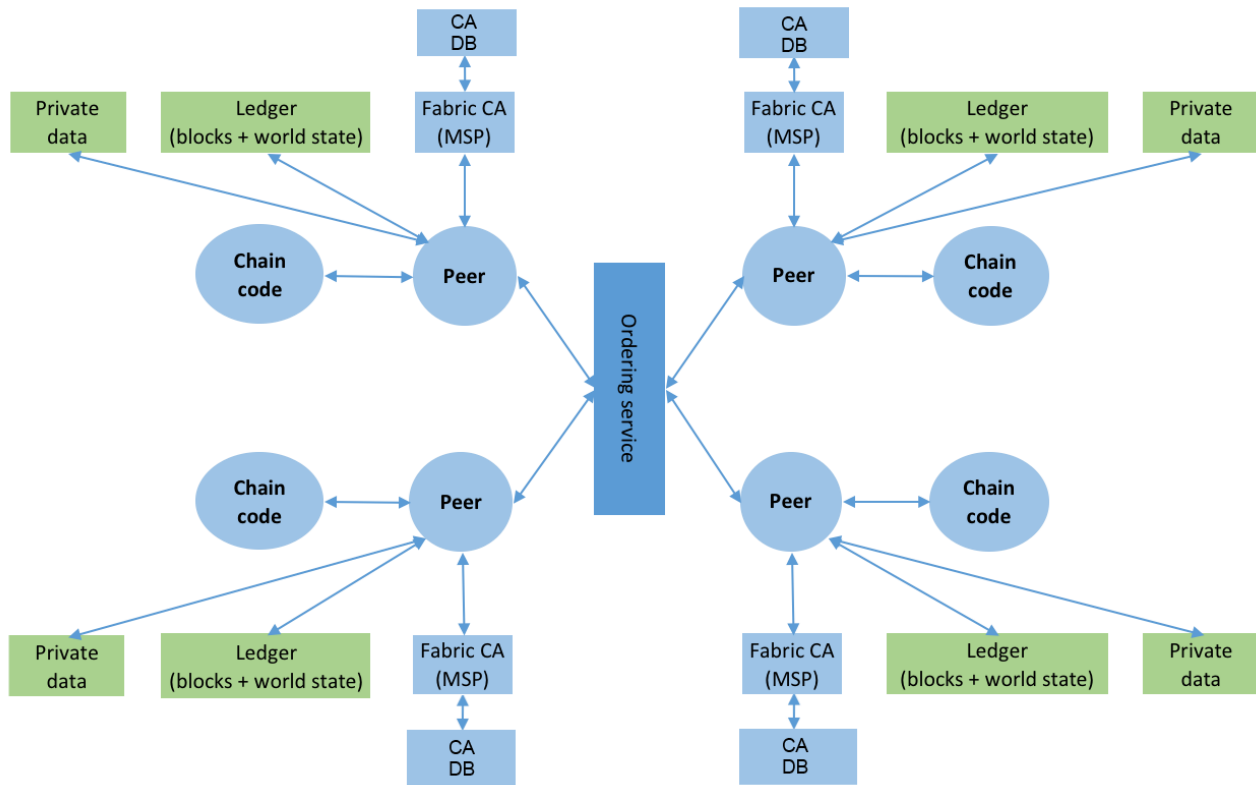 CA
DB
CA
DB
Private
data
Ledger
(blocks + world state)
Fabric CA
(MSP)
Fabric CA
(MSP)
Ledger
(blocks + world state)
Private
data
Chain
code
Peer
Peer
Chain
code
Ordering service
Chain
code
Peer
Peer
Chain
code
Private
data
Ledger
(blocks + world state)
Fabric CA
(MSP)
Fabric CA
(MSP)
Ledger
(blocks + world state)
Private
data
CA
DB
CA
DB